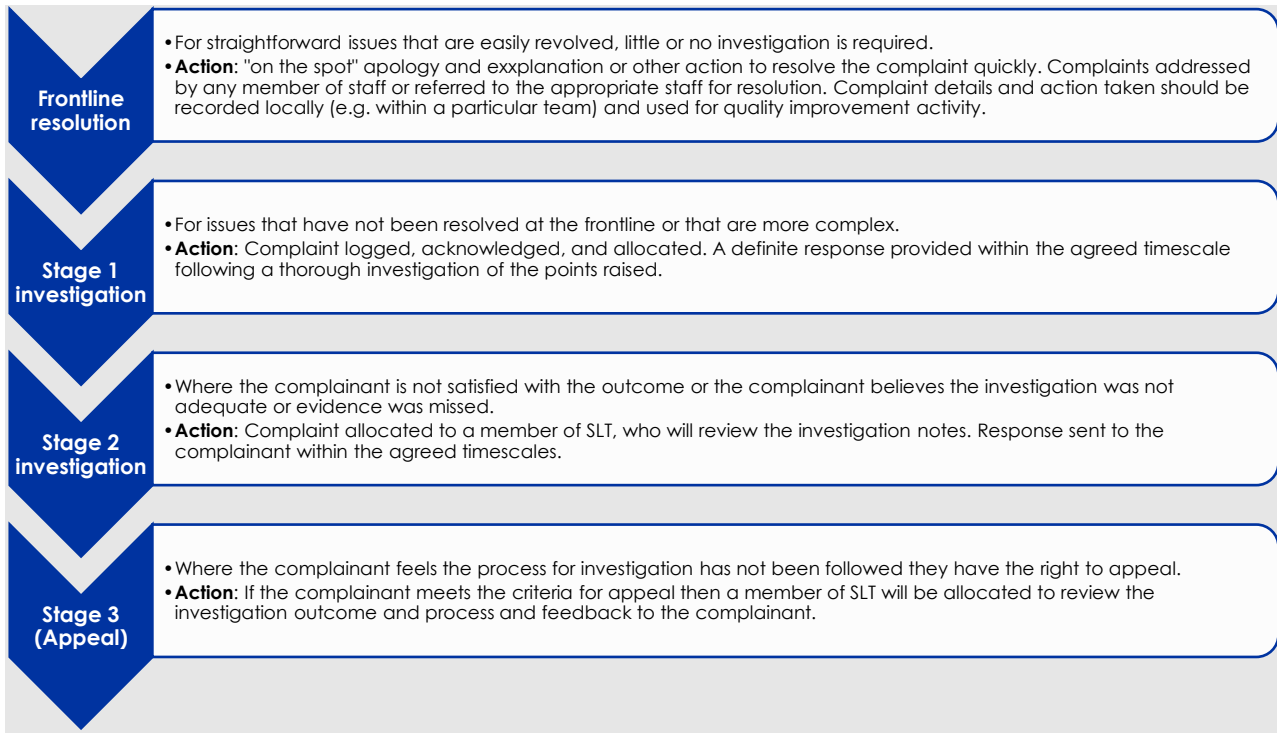 Frontline
resolution
•For straightforward issues that are easily revolved, little or no investigation is required.
•Action: "on the spot" apology and exxplanation or other action to resolve the complaint quickly. Complaints addressed
by any member of staff or referred to the appropriate staff for resolution. Complaint details and action taken should be
recorded locally (e.g. within a particular team) and used for quality improvement activity.
Stage 1
investigation
•For issues that have not been resolved at the frontline or that are more complex.
•Action: Complaint logged, acknowledged, and allocated. A definite response provided within the agreed timescale
following a thorough investigation of the points raised.
Stage 2
investigation
•Where the complainant is not satisfied with the outcome or the complainant believes the investigation was not
adequate or evidence was missed.
•Action: Complaint allocated to a member of SLT, who will review the investigation notes. Response sent to the
complainant within the agreed timescales.
Stage 3
(Appeal)
•Where the complainant feels the process for investigation has not been followed they have the right to appeal.
•Action: If the complainant meets the criteria for appeal then a member of SLT will be allocated to review the
investigation outcome and process and feedback to the complainant.